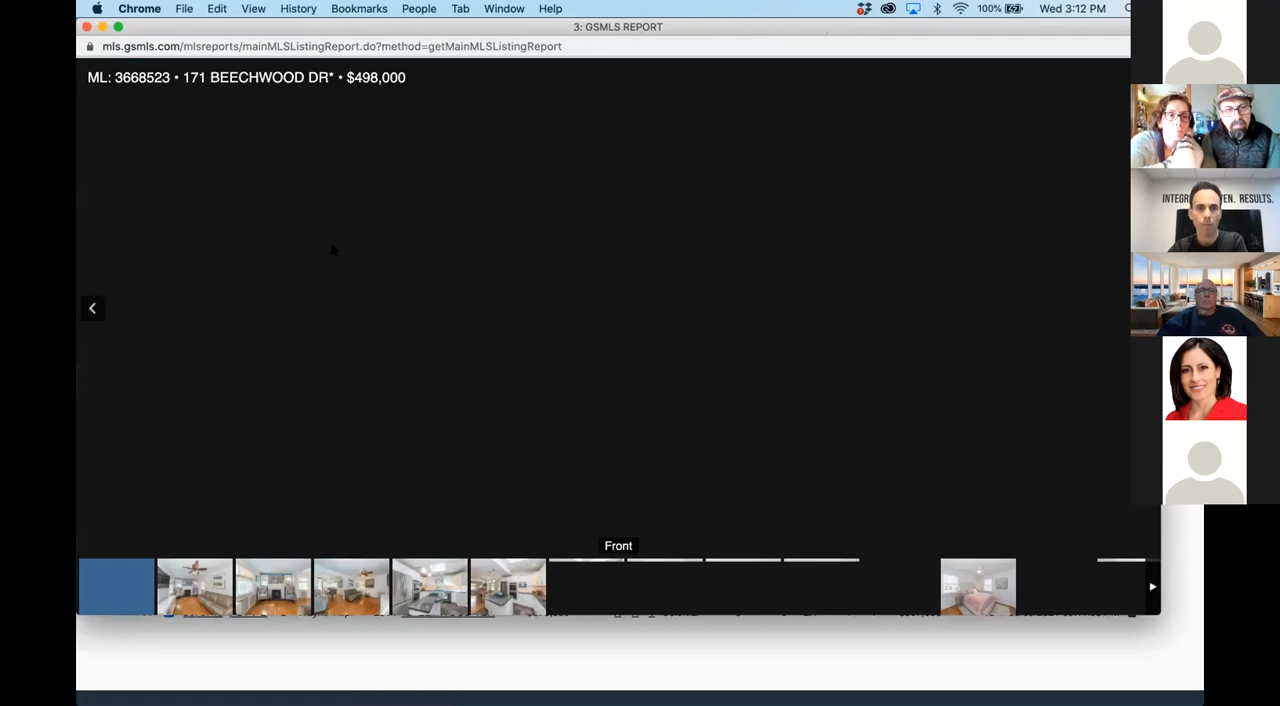 Chrome File Edit View History Bookmarks People Tab Window Help 100% Wed 3:12 PM
3: GSMLS REPORT
mls.gsmls.com/mlsreports/mainMLSListingReport.do?method=getMainMLSListingReport
ML: 3668523 • 171 BEECHWOOD DR* • $498,000
INTEGR EN. RESULTS.
Front